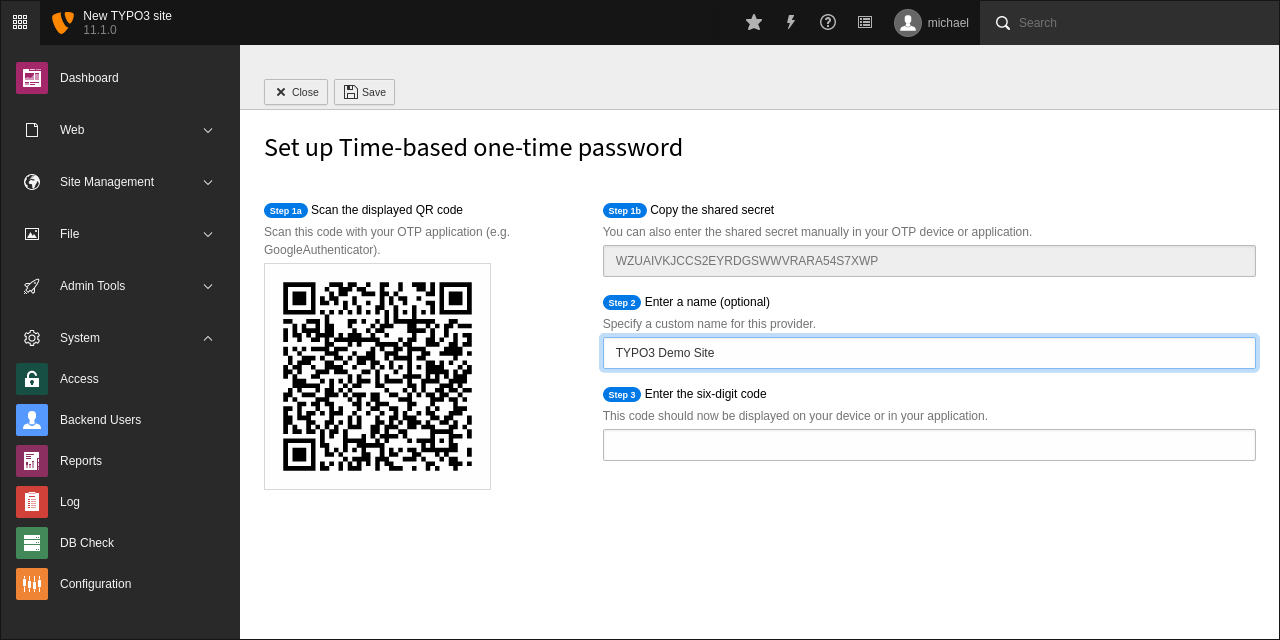 New TYPO3 site
11.1.0
michael
Search
Dashboard
Web
Site Management
File
Admin Tools
System
Access
Backend Users
Reports
Log
DB Check
Configuration
Close
Save
Set up Time-based one-time password
Step 1a Scan the displayed QR code
Scan this code with your OTP application (e.g.
GoogleAuthenticator).
Step 1b Copy the shared secret
You can also enter the shared secret manually in your OTP device or application.
WZUAIVKJCCS2EYRDGSWWVRARA54S7XWP
Step 2 Enter a name (optional)
Specify a custom name for this provider.
TYPO3 Demo Site
Step 3 Enter the six-digit code
This code should now be displayed on your device or in your application.